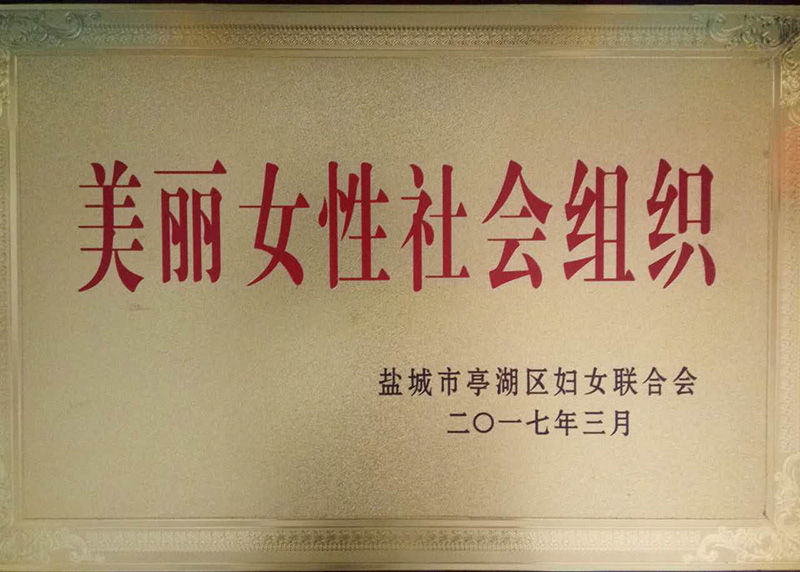 美丽女性社会组织
盐城市亭湖区妇女联合会
二〇一七年三月